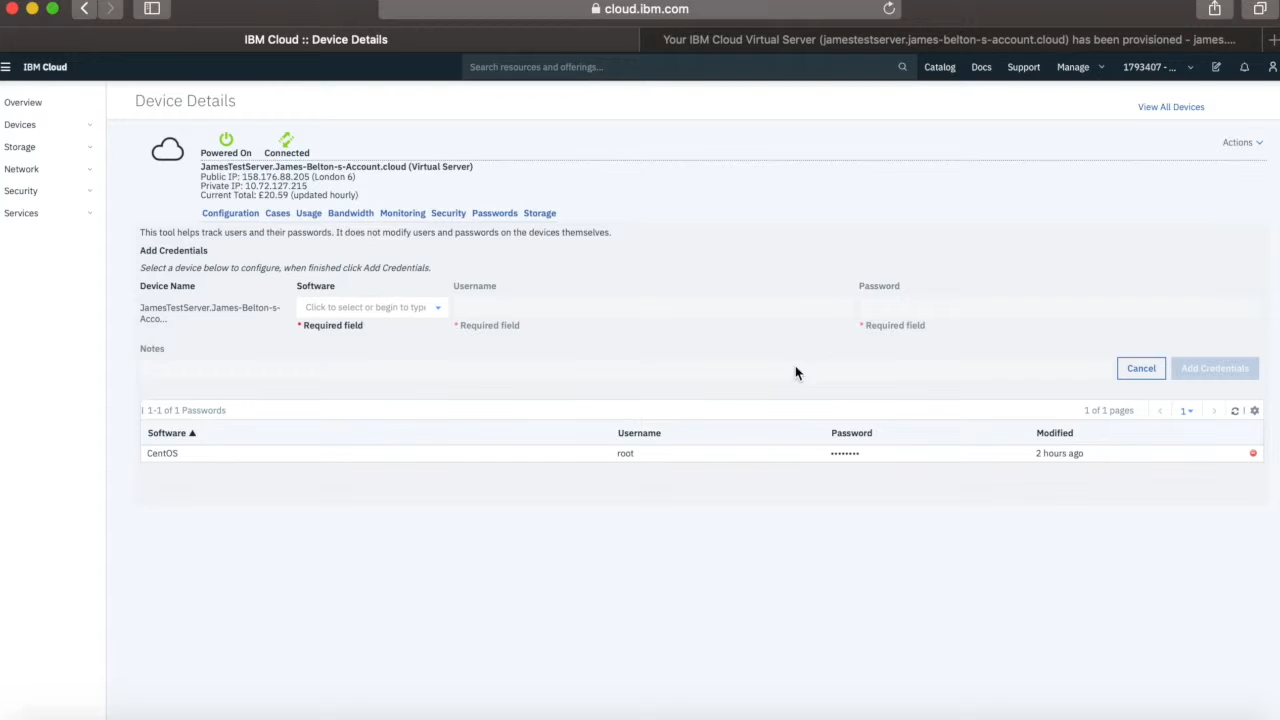 cloud.ibm.com
IBM Cloud :: Device Details
Your IBM Cloud Virtual Server (jamestestserver.james-belton-s-account.cloud) has been provisioned - james....
IBM Cloud
Search resources and offerings...
Catalog
Docs
Support
Manage
1793407 - ...
Overview
Devices
Storage
Network
Security
Services
Device Details
View All Devices
Actions
Powered On
Connected
JamesTestServer.James-Belton-s-Account.cloud (Virtual Server)
Public IP: 158.176.88.205 (London 6)
Private IP: 10.72.127.215
Current Total: £20.59 (updated hourly)
Configuration Cases Usage Bandwidth Monitoring Security Passwords Storage
This tool helps track users and their passwords. It does not modify users and passwords on the devices themselves.
Add Credentials
Select a device below to configure, when finished click Add Credentials.
Device Name
Software
Username
Password
JamesTestServer.James-Belton-s-
Acco...
Click to select or begin to type
* Required field
* Required field
* Required field
Notes
Cancel
Add Credentials
1-1 of 1 Passwords
1 of 1 pages
1
Software
Username
Password
Modified
CentOS
root
••••••••
2 hours ago